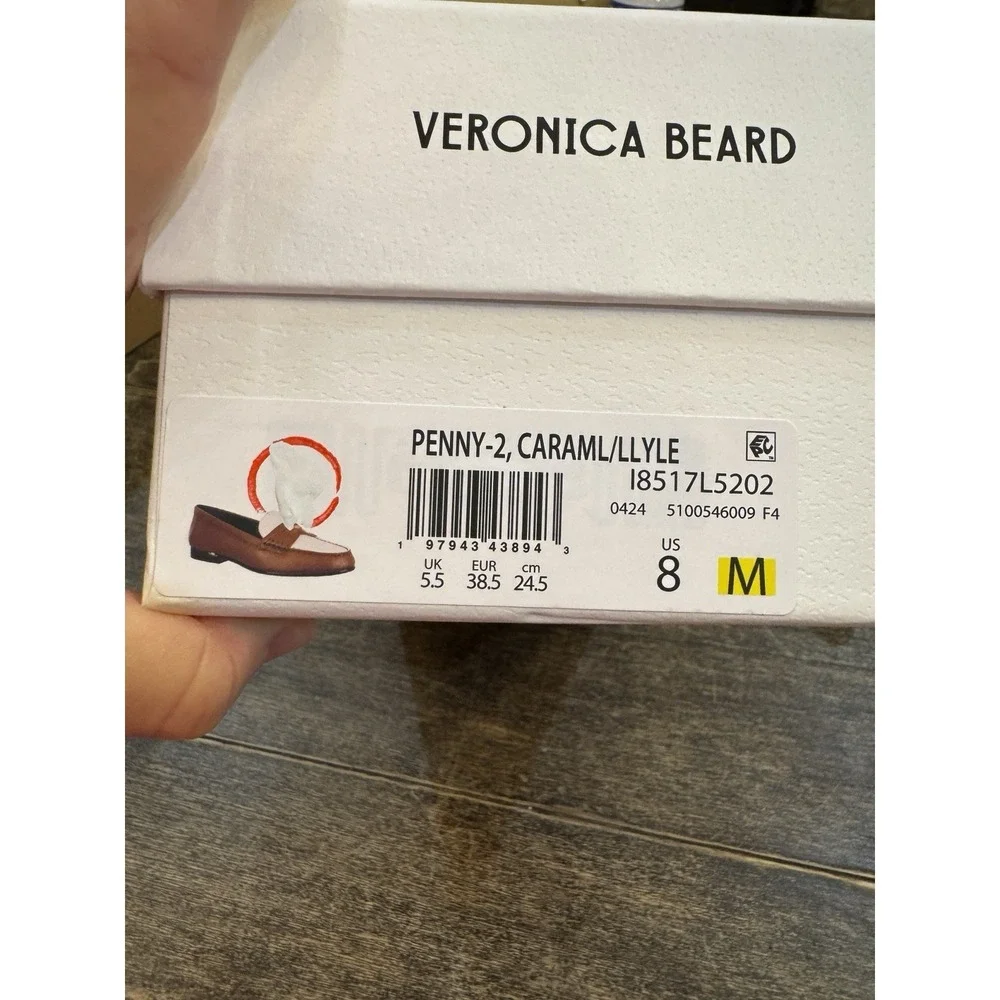 VERONICA BEARD
PENNY-2, CARAML/LLYLE
I8517L5202
0424 5100546009 F4
1 97943 43894 3
UK EUR cm
5.5 38.5 24.5
US
8 M